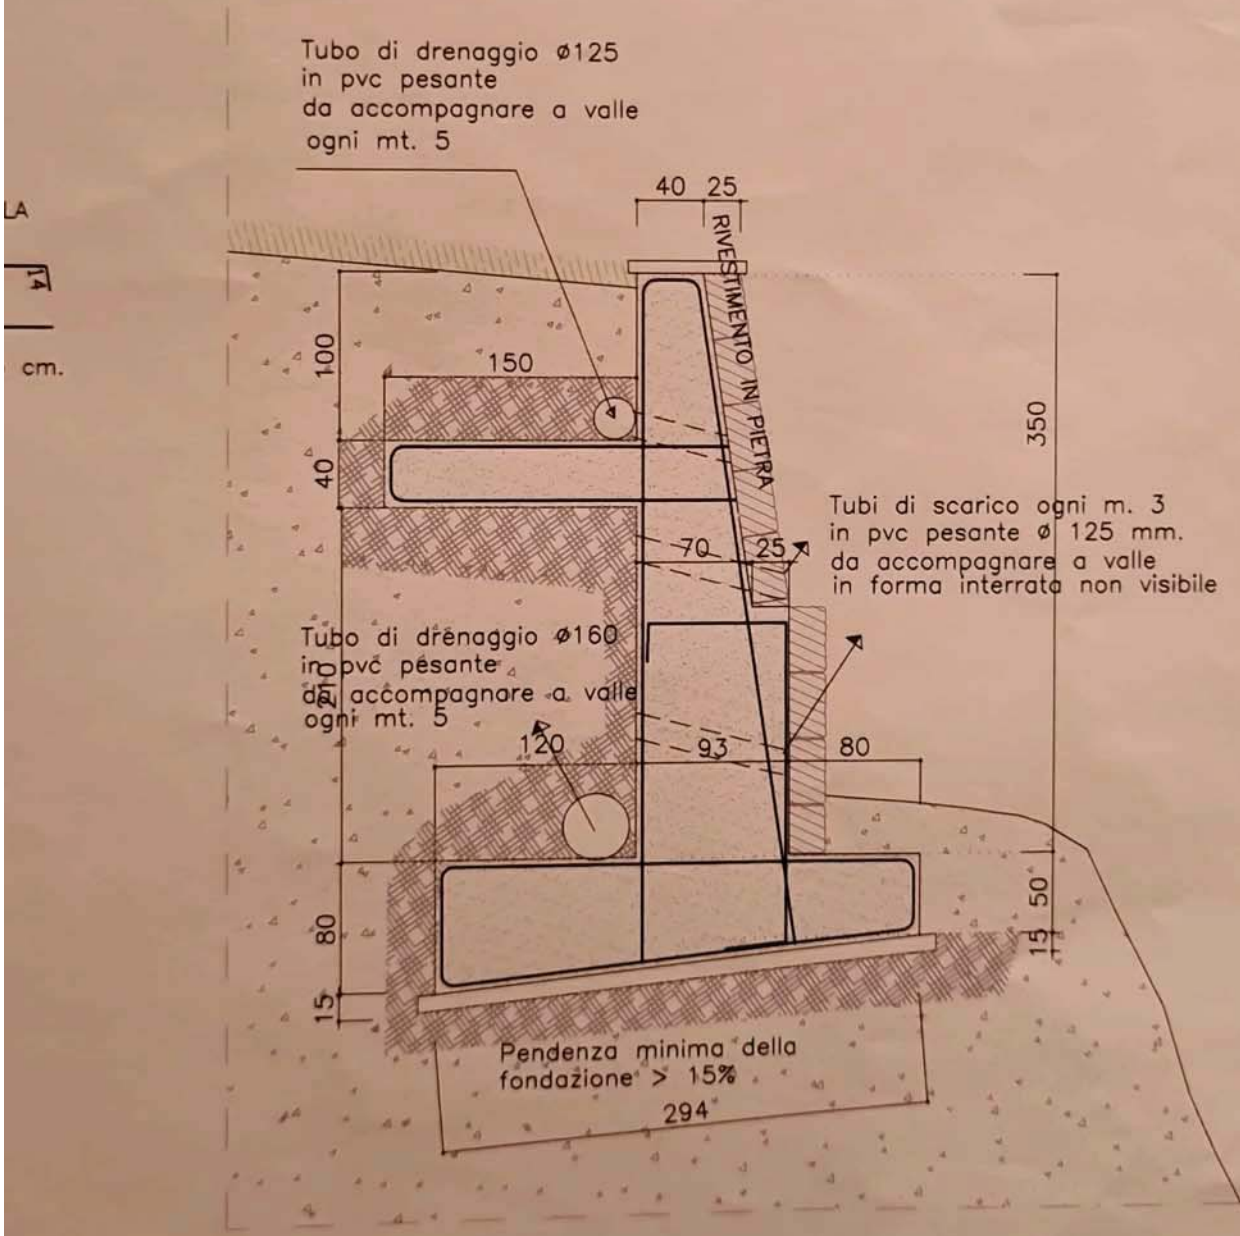 Tubo di drenaggio ø125
in pvc pesante
da accompagnare a valle
ogni mt. 5
40 25
LA
14
cm.
RIVESTIMENTO IN PIETRA
100
150
40
350
Tubi di scarico ogni m. 3
in pvc pesante ø 125 mm.
da accompagnare a valle
in forma interrata non visibile
70 25
Tubo di drenaggio ø160
in pvc pesante
da accompagnare a valle
ogni mt. 5
210
120 93 80
80
50
15
15
Pendenza minima della
fondazione > 15%
294